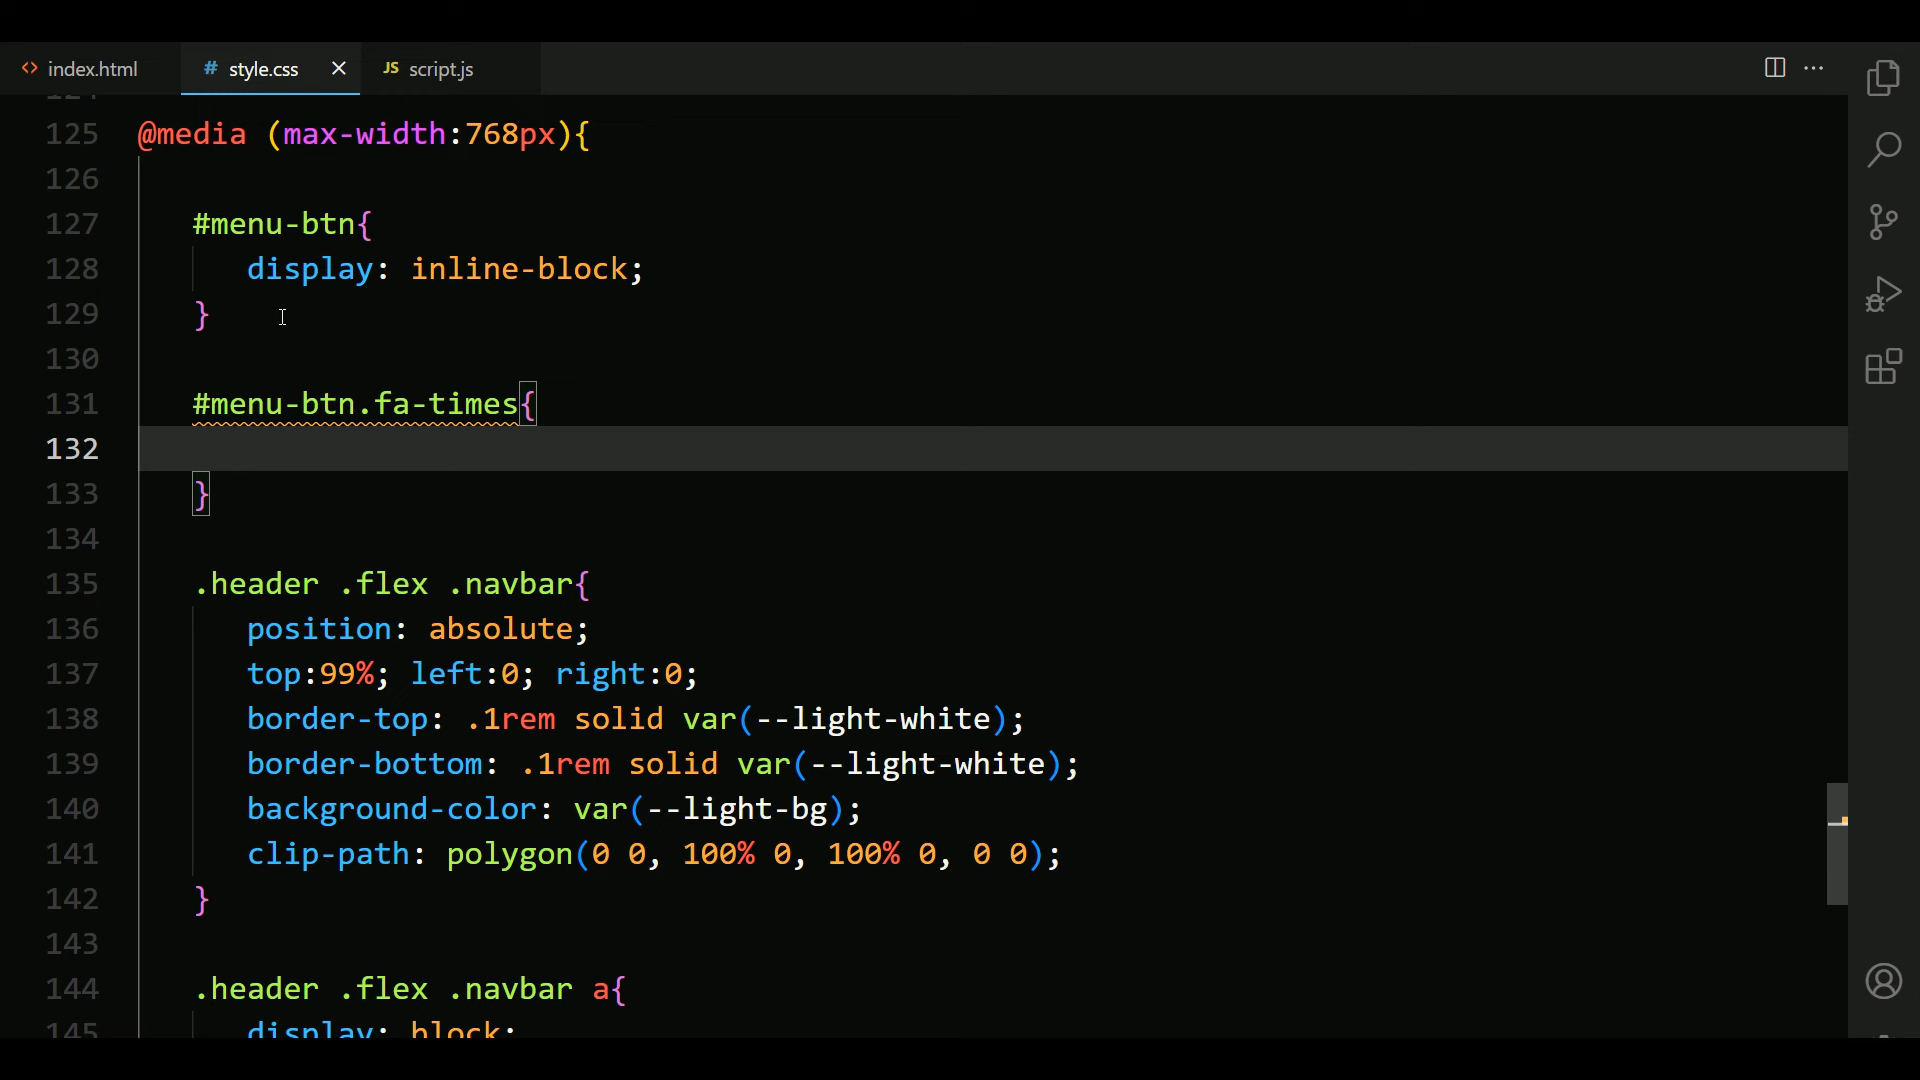 index.html
# style.css
JS script.js
125 @media (max-width:768px){
126
127 #menu-btn{
128 display: inline-block;
129 }
130
131 #menu-btn.fa-times{
132
133 }
134
135 .header .flex .navbar{
136 position: absolute;
137 top:99%; left:0; right:0;
138 border-top: .1rem solid var(--light-white);
139 border-bottom: .1rem solid var(--light-white);
140 background-color: var(--light-bg);
141 clip-path: polygon(0 0, 100% 0, 100% 0, 0 0);
142 }
143
144 .header .flex .navbar a{
145 display: block;